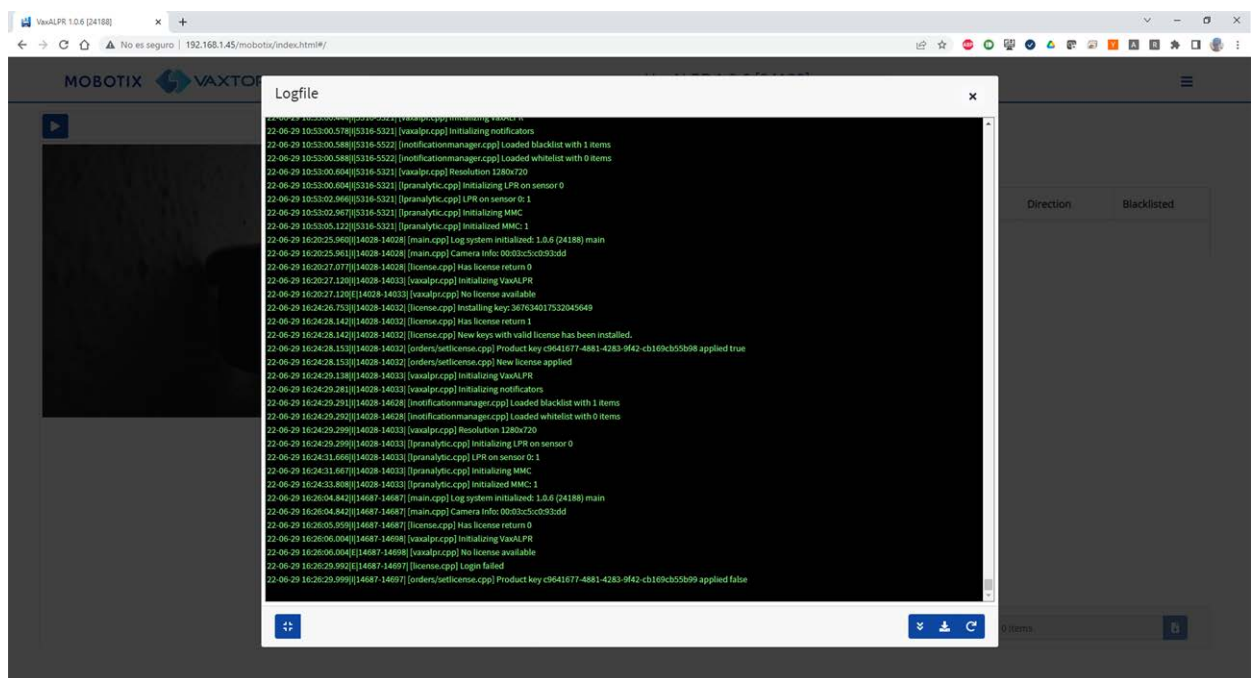 VaxALPR 1.0.6 [24188]
No es seguro | 192.168.1.45/mobotix/index.html#/
MOBOTIX VAXTOR
Logfile
22-06-29 10:53:00.444|I|5316-5321| [vaxalpr.cpp] Initializing VaxALPR
22-06-29 10:53:00.578|I|5316-5321| [vaxalpr.cpp] Initializing notificators
22-06-29 10:53:00.588|I|5316-5522| [inotificationmanager.cpp] Loaded blacklist with 1 items
22-06-29 10:53:00.588|I|5316-5522| [inotificationmanager.cpp] Loaded whitelist with 0 items
22-06-29 10:53:00.604|I|5316-5321| [vaxalpr.cpp] Resolution 1280x720
22-06-29 10:53:00.604|I|5316-5321| [lpranalytic.cpp] Initializing LPR on sensor 0
22-06-29 10:53:02.966|I|5316-5321| [lpranalytic.cpp] LPR on sensor 0: 1
22-06-29 10:53:02.967|I|5316-5321| [lpranalytic.cpp] Initializing MMC
22-06-29 10:53:05.122|I|5316-5321| [lpranalytic.cpp] Initialized MMC: 1
22-06-29 16:20:25.960|I|14028-14028| [main.cpp] Log system initialized: 1.0.6 (24188) main
22-06-29 16:20:25.961|I|14028-14028| [main.cpp] Camera Info: 00:03:c5:c0:93:dd
22-06-29 16:20:27.077|I|14028-14028| [license.cpp] Has license return 0
22-06-29 16:20:27.120|I|14028-14033| [vaxalpr.cpp] Initializing VaxALPR
22-06-29 16:20:27.120|E|14028-14033| [vaxalpr.cpp] No license available
22-06-29 16:24:26.753|I|14028-14032| [license.cpp] Installing key: 367634017532045649
22-06-29 16:24:28.142|I|14028-14032| [license.cpp] Has license return 1
22-06-29 16:24:28.142|I|14028-14032| [license.cpp] New keys with valid license has been installed.
22-06-29 16:24:28.153|I|14028-14032| [orders/setlicense.cpp] Product key c9641677-4881-4283-9f42-cb169cb55b98 applied true
22-06-29 16:24:28.153|I|14028-14032| [orders/setlicense.cpp] New license applied
22-06-29 16:24:29.138|I|14028-14033| [vaxalpr.cpp] Initializing VaxALPR
22-06-29 16:24:29.281|I|14028-14033| [vaxalpr.cpp] Initializing notificators
22-06-29 16:24:29.291|I|14028-14628| [inotificationmanager.cpp] Loaded blacklist with 1 items
22-06-29 16:24:29.292|I|14028-14628| [inotificationmanager.cpp] Loaded whitelist with 0 items
22-06-29 16:24:29.299|I|14028-14033| [vaxalpr.cpp] Resolution 1280x720
22-06-29 16:24:29.299|I|14028-14033| [lpranalytic.cpp] Initializing LPR on sensor 0
22-06-29 16:24:31.666|I|14028-14033| [lpranalytic.cpp] LPR on sensor 0: 1
22-06-29 16:24:31.667|I|14028-14033| [lpranalytic.cpp] Initializing MMC
22-06-29 16:24:33.808|I|14028-14033| [lpranalytic.cpp] Initialized MMC: 1
22-06-29 16:26:04.842|I|14687-14687| [main.cpp] Log system initialized: 1.0.6 (24188) main
22-06-29 16:26:04.842|I|14687-14687| [main.cpp] Camera Info: 00:03:c5:c0:93:dd
22-06-29 16:26:05.959|I|14687-14687| [license.cpp] Has license return 0
22-06-29 16:26:06.004|I|14687-14698| [vaxalpr.cpp] Initializing VaxALPR
22-06-29 16:26:06.004|E|14687-14698| [vaxalpr.cpp] No license available
22-06-29 16:26:29.992|E|14687-14697| [license.cpp] Login failed
22-06-29 16:26:29.999|I|14687-14697| [orders/setlicense.cpp] Product key c9641677-4881-4283-9f42-cb169cb55b99 applied false
Direction Blacklisted
0 items